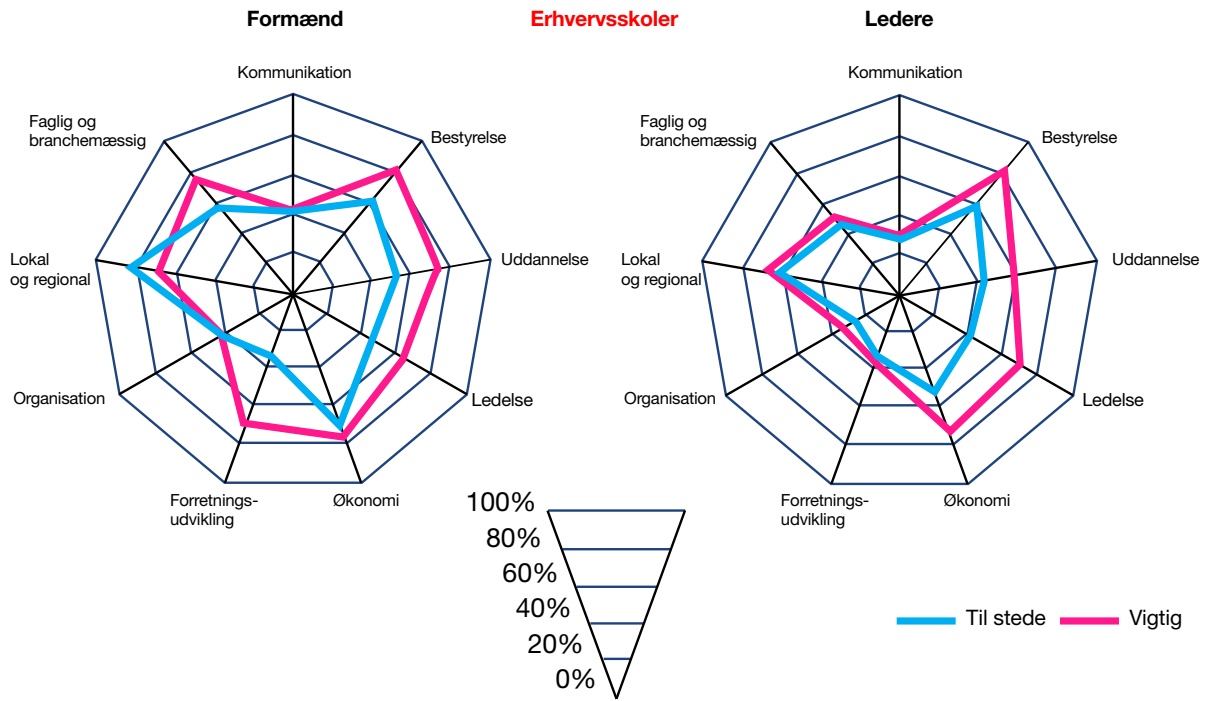 Formænd
Erhvervsskoler
Ledere
Kommunikation
Faglig og
branchemæssig
Bestyrelse
Lokal
og regional
Uddannelse
Organisation
Ledelse
Forretnings-
udvikling
Økonomi
Kommunikation
Faglig og
branchemæssig
Bestyrelse
Lokal
og regional
Uddannelse
Organisation
Ledelse
Forretnings-
udvikling
Økonomi
100%
80%
60%
40%
20%
0%
Til stede
Vigtig